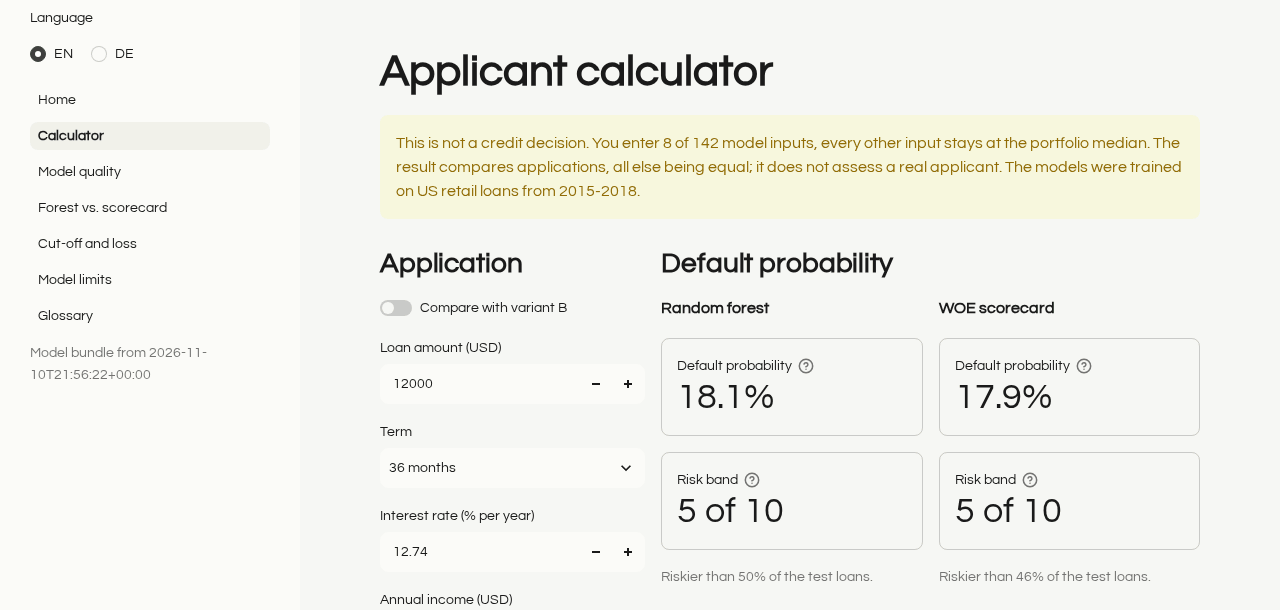 Language
EN
DE
Home
Calculator
Model quality
Forest vs. scorecard
Cut-off and loss
Model limits
Glossary
Model bundle from 2026-11-
10T21:56:22+00:00
Applicant calculator
This is not a credit decision. You enter 8 of 142 model inputs, every other input stays at the portfolio median. The
result compares applications, all else being equal; it does not assess a real applicant. The models were trained
on US retail loans from 2015-2018.
Application
Compare with variant B
Loan amount (USD)
12000
Term
36 months
Interest rate (% per year)
12.74
Annual income (USD)
Default probability
Random forest
Default probability
18.1%
Risk band
5 of 10
Riskier than 50% of the test loans.
WOE scorecard
Default probability
17.9%
Risk band
5 of 10
Riskier than 46% of the test loans.